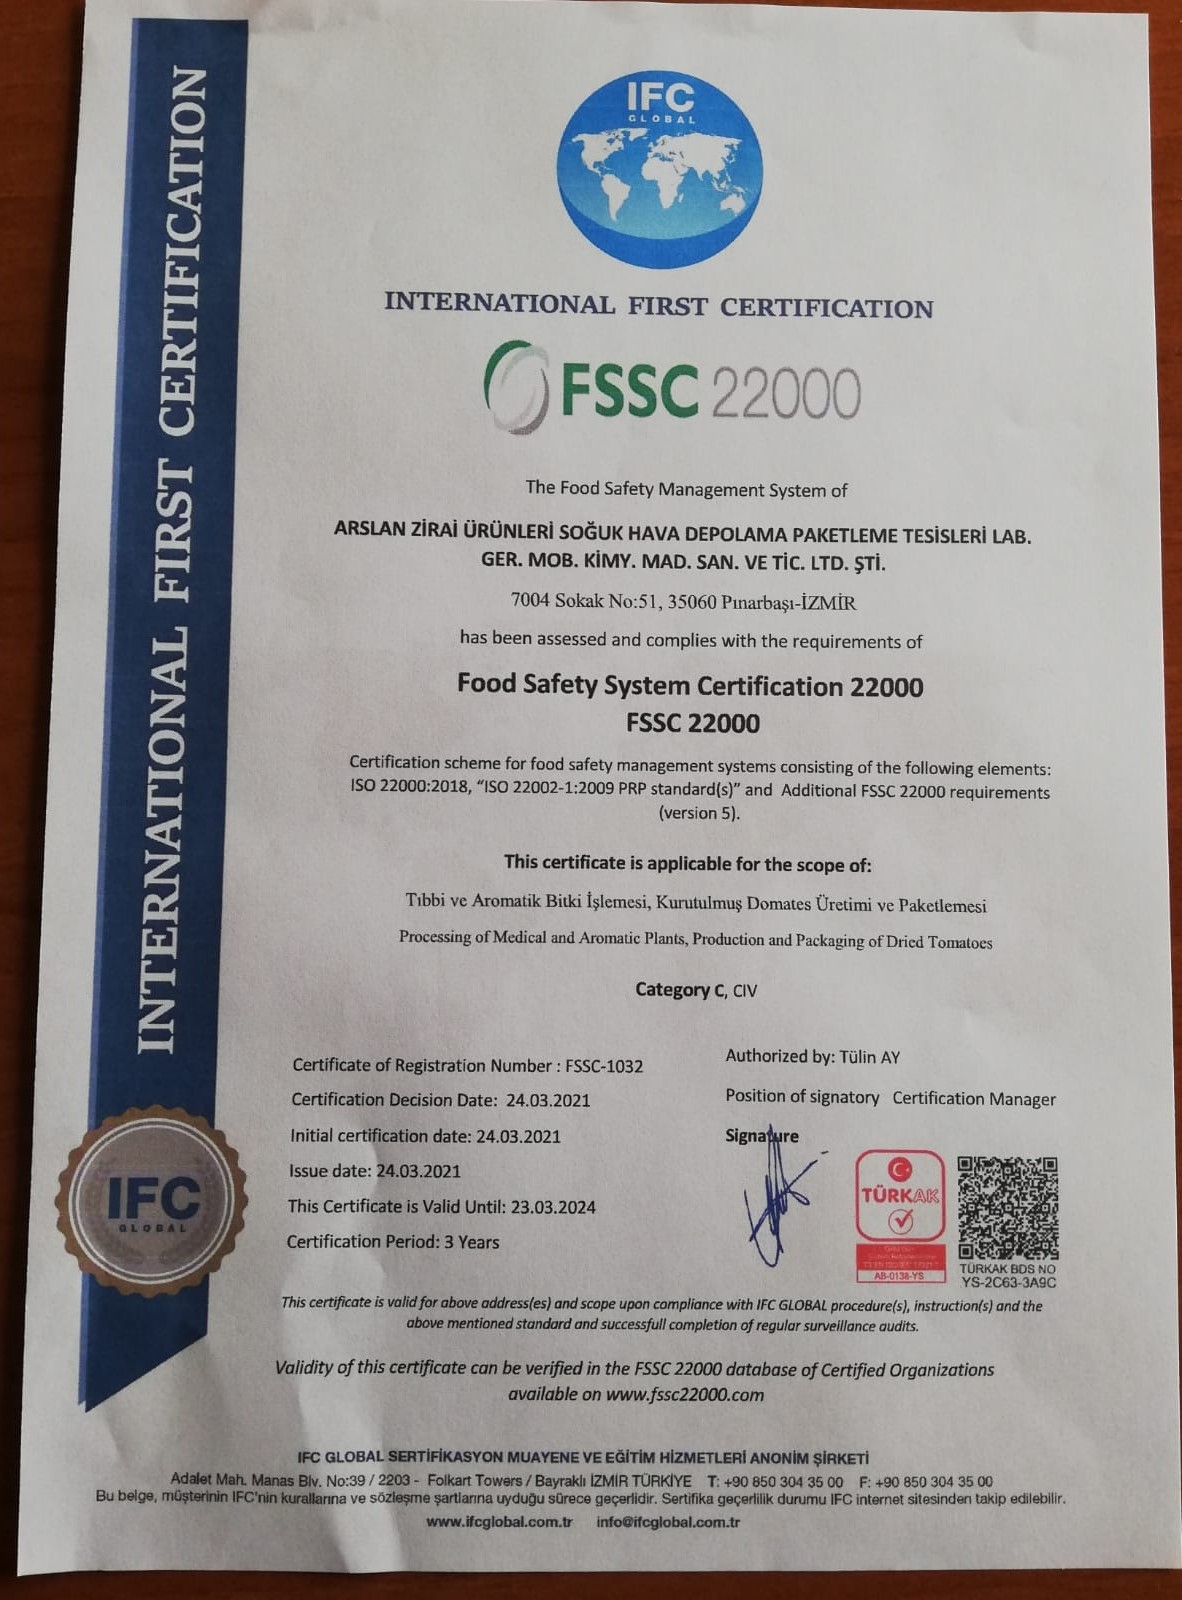 INTERNATIONAL FIRST CERTIFICATION
IFC
GLOBAL
INTERNATIONAL FIRST CERTIFICATION
FSSC 22000
The Food Safety Management System of
ARSLAN ZİRAİ ÜRÜNLERİ SOĞUK HAVA DEPOLAMA PAKETLEME TESİSLERİ LAB.
GER. MOB. KİMY. MAD. SAN. VE TİC. LTD. ŞTİ.
7004 Sokak No:51, 35060 Pınarbaşı-İZMİR
has been assessed and complies with the requirements of
Food Safety System Certification 22000
FSSC 22000
Certification scheme for food safety management systems consisting of the following elements:
ISO 22000:2018, “ISO 22002-1:2009 PRP standard(s)” and Additional FSSC 22000 requirements
(version 5).
This certificate is applicable for the scope of:
Tıbbi ve Aromatik Bitki İşlemesi, Kurutulmuş Domates Üretimi ve Paketlemesi
Processing of Medical and Aromatic Plants, Production and Packaging of Dried Tomatoes
Category C, CIV
Certificate of Registration Number : FSSC-1032
Certification Decision Date: 24.03.2021
Initial certification date: 24.03.2021
Issue date: 24.03.2021
This Certificate is Valid Until: 23.03.2024
Certification Period: 3 Years
Authorized by: Tülin AY
Position of signatory Certification Manager
Signature
TÜRKAK
AB-0138-YS
TÜRKAK BDS NO
YS-2C63-3A9C
IFC
GLOBAL
This certificate is valid for above address(es) and scope upon compliance with IFC GLOBAL procedure(s), instruction(s) and the
above mentioned standard and successfull completion of regular surveillance audits.
Validity of this certificate can be verified in the FSSC 22000 database of Certified Organizations
available on www.fssc22000.com
IFC GLOBAL SERTİFİKASYON MUAYENE VE EĞİTİM HİZMETLERİ ANONİM ŞİRKETİ
Adalet Mah. Manas Blv. No:39 / 2203 - Folkart Towers / Bayraklı İZMİR TÜRKİYE T: +90 850 304 35 00 F: +90 850 304 35 00
Bu belge, müşterinin IFC'nin kurallarına ve sözleşme şartlarına uyduğu sürece geçerlidir. Sertifika geçerlilik durumu IFC internet sitesinden takip edilebilir.
www.ifcglobal.com.tr info@ifcglobal.com.tr